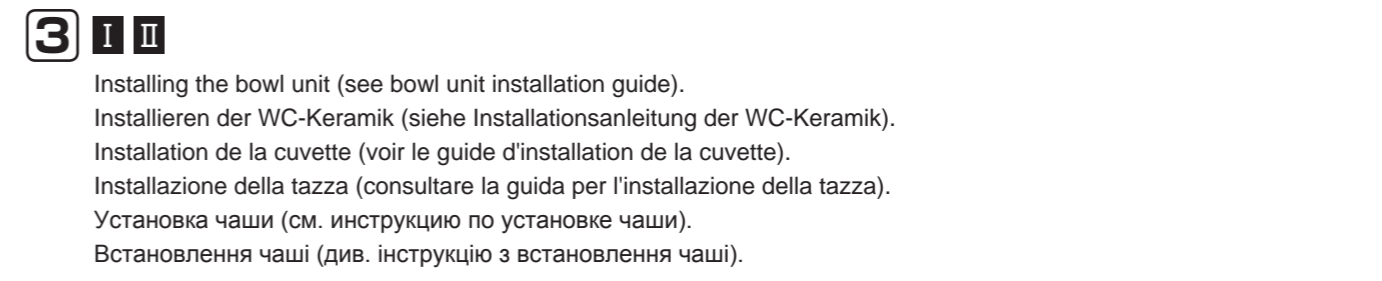 3 I II
Installing the bowl unit (see bowl unit installation guide).
Installieren der WC-Keramik (siehe Installationsanleitung der WC-Keramik).
Installation de la cuvette (voir le guide d'installation de la cuvette).
Installazione della tazza (consultare la guida per l'installazione della tazza).
Установка чаши (см. инструкцию по установке чаши).
Встановлення чаші (див. інструкцію з встановлення чаші).